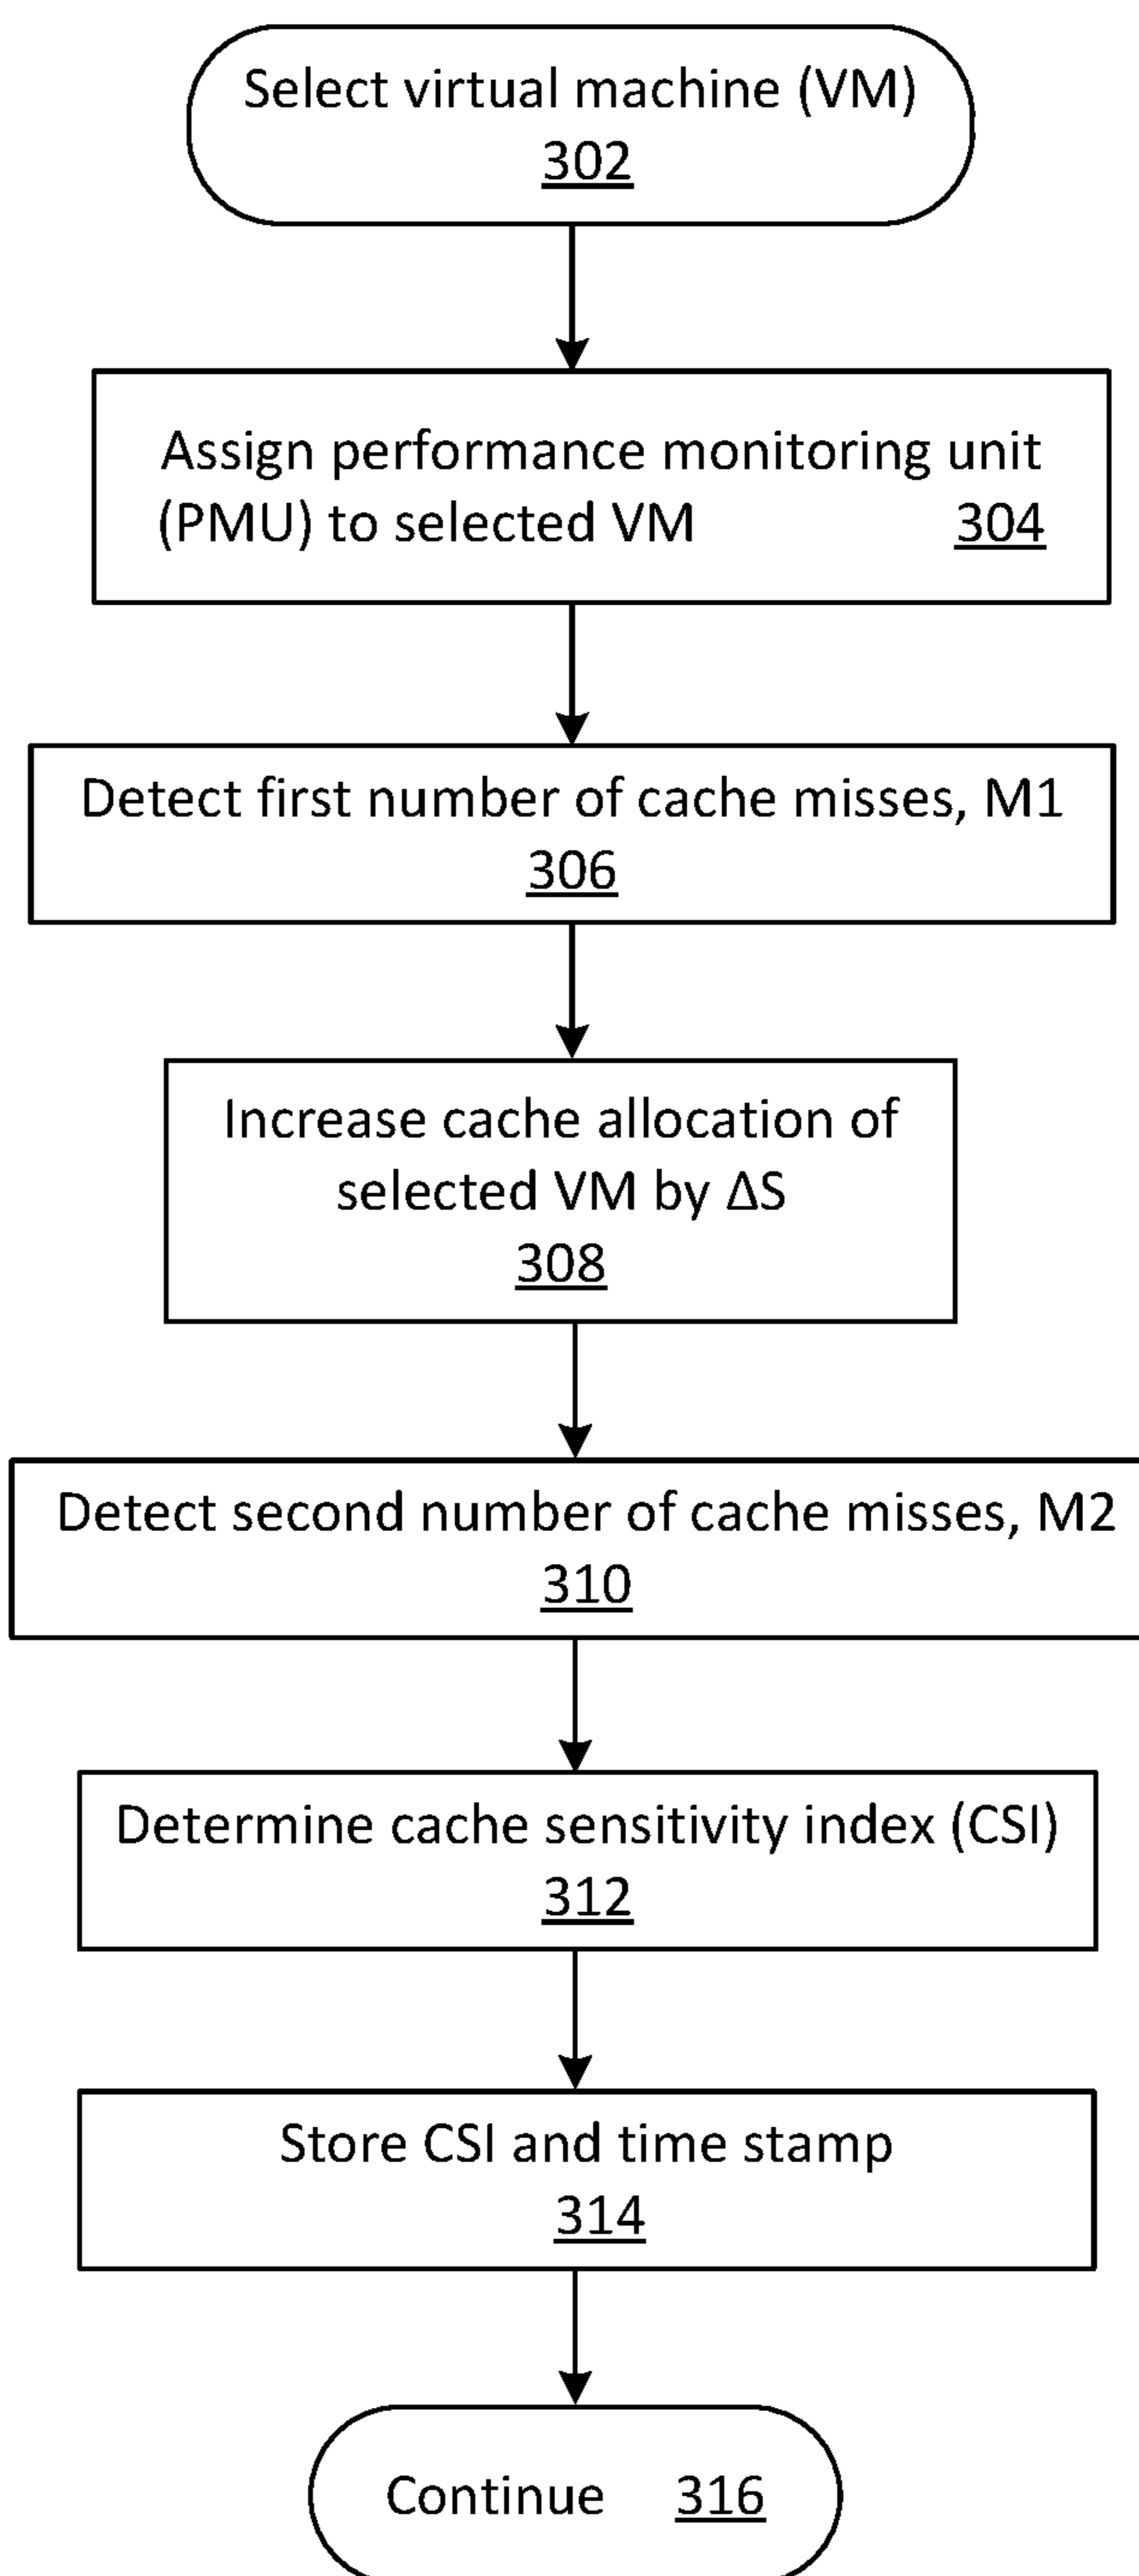 Select virtual machine (VM)
302
Assign performance monitoring unit
(PMU) to selected VM 304
Detect first number of cache misses, M1
306
Increase cache allocation of
selected VM by ΔS
308
Detect second number of cache misses, M2
310
Determine cache sensitivity index (CSI)
312
Store CSI and time stamp
314
Continue 316